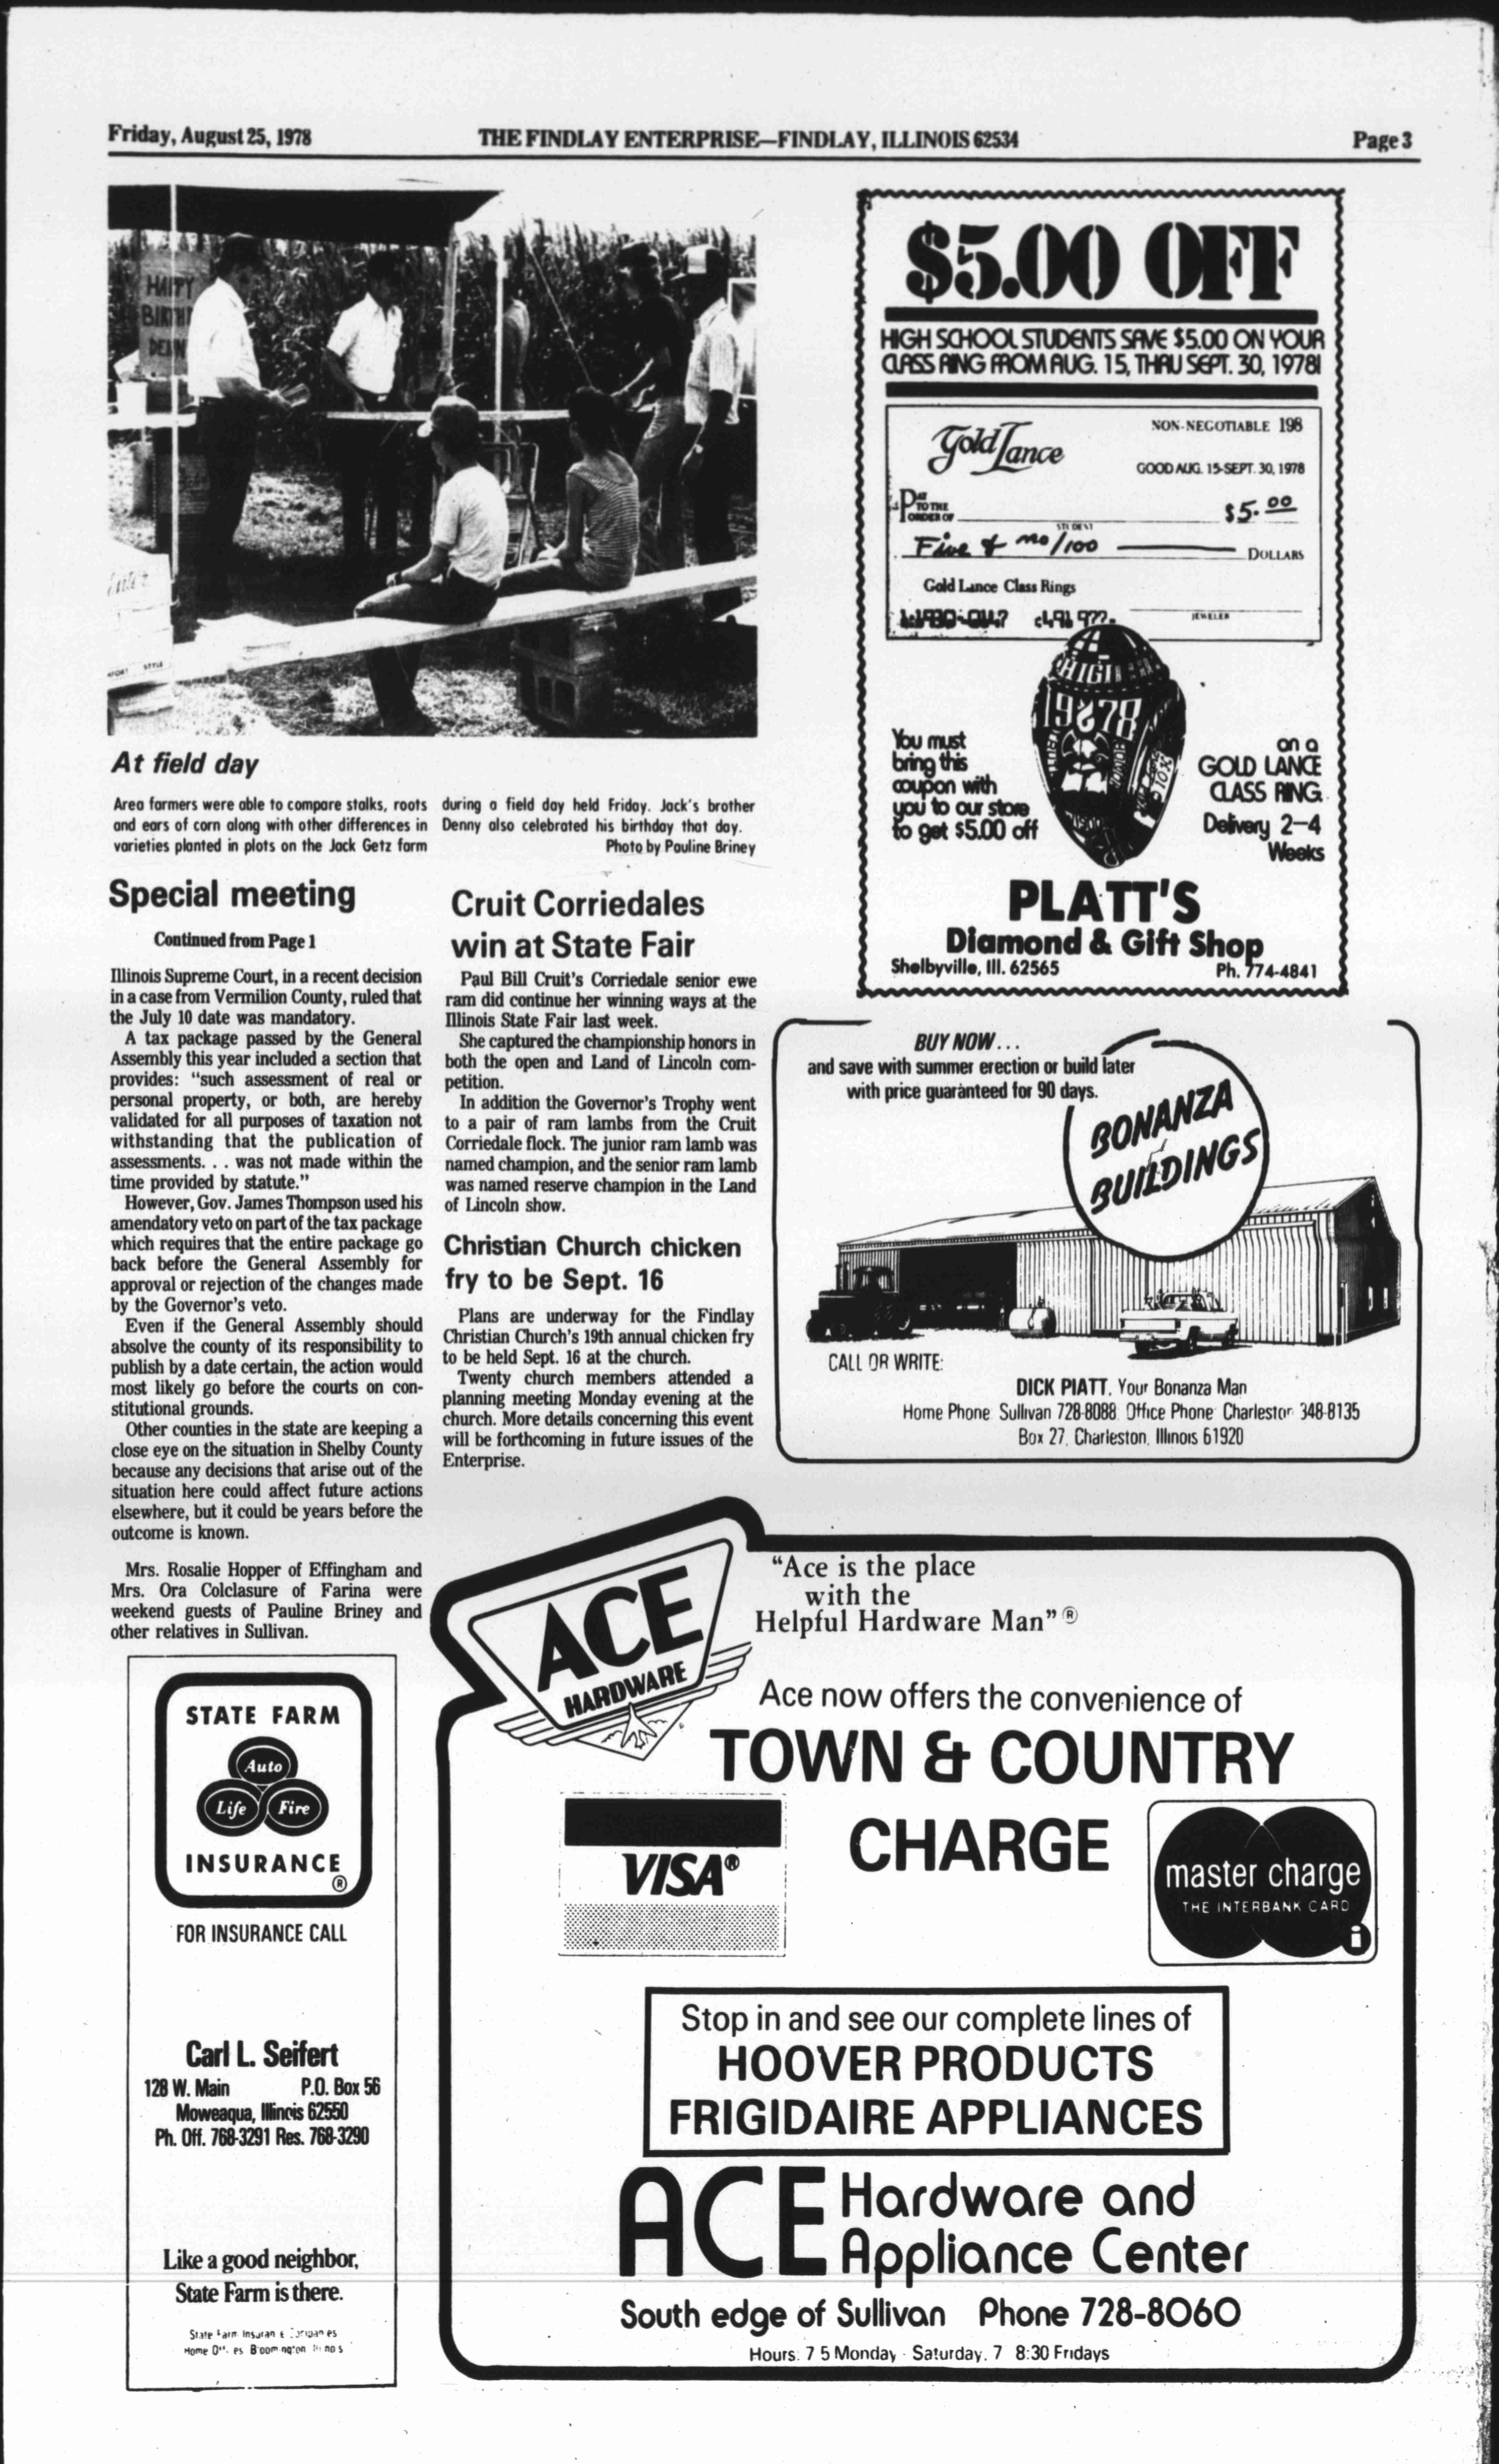 Friday, August 25, 1978
THE FINDLAY ENTERPRISE—FINDLAY, ILLINOIS 62534
Page 3
HAPPY
BIRTH
DENN
At field day
Area farmers were able to compare stalks, roots
and ears of corn along with other differences in
varieties planted in plots on the Jack Getz farm
during a field day held Friday. Jack's brother
Denny also celebrated his birthday that day.
Photo by Pauline Briney
Special meeting
Continued from Page 1
Illinois Supreme Court, in a recent decision
in a case from Vermilion County, ruled that
the July 10 date was mandatory.
A tax package passed by the General
Assembly this year included a section that
provides: "such assessment of real or
personal property, or both, are hereby
validated for all purposes of taxation not
withstanding that the publication of
assessments. . . was not made within the
time provided by statute."
However, Gov. James Thompson used his
amendatory veto on part of the tax package
which requires that the entire package go
back before the General Assembly for
approval or rejection of the changes made
by the Governor's veto.
Even if the General Assembly should
absolve the county of its responsibility to
publish by a date certain, the action would
most likely go before the courts on con-
stitutional grounds.
Other counties in the state are keeping a
close eye on the situation in Shelby County
because any decisions that arise out of the
situation here could affect future actions
elsewhere, but it could be years before the
outcome is known.
Mrs. Rosalie Hopper of Effingham and
Mrs. Ora Colclasure of Farina were
weekend guests of Pauline Briney and
other relatives in Sullivan.
Cruit Corriedales
win at State Fair
Paul Bill Cruit's Corriedale senior ewe
ram did continue her winning ways at the
Illinois State Fair last week.
She captured the championship honors in
both the open and Land of Lincoln com-
petition.
In addition the Governor's Trophy went
to a pair of ram lambs from the Cruit
Corriedale flock. The junior ram lamb was
named champion, and the senior ram lamb
was named reserve champion in the Land
of Lincoln show.
Christian Church chicken
fry to be Sept. 16
Plans are underway for the Findlay
Christian Church's 19th annual chicken fry
to be held Sept. 16 at the church.
Twenty church members attended a
planning meeting Monday evening at the
church. More details concerning this event
will be forthcoming in future issues of the
Enterprise.
$5.00 OFF
HIGH SCHOOL STUDENTS SAVE $5.00 ON YOUR
CLASS RING FROM AUG. 15, THRU SEPT. 30, 1978!
Gold Lance
NON-NEGOTIABLE 198
GOOD AUG. 15-SEPT. 30, 1978
PAY
TO THE
ORDER OF
$5.00
STUDENT
Five & no/100
DOLLARS
Gold Lance Class Rings
JEWELER
HIGH
1978
10K
You must
bring this
coupon with
you to our store
to get $5.00 off
on a
GOLD LANCE
CLASS RING.
Delivery 2-4
Weeks
PLATT'S
Diamond & Gift Shop
Shelbyville, Ill. 62565
Ph. 774-4841
BUY NOW...
and save with summer erection or build later
with price guaranteed for 90 days.
BONANZA
BUILDINGS
CALL OR WRITE:
DICK PIATT, Your Bonanza Man
Home Phone Sullivan 728-8088 Office Phone Charleston 348-8135
Box 27, Charleston, Illinois 61920
STATE FARM
Auto
Life
Fire
INSURANCE
®
FOR INSURANCE CALL
Carl L. Seifert
128 W. Main P.O. Box 56
Moweaqua, Illinois 62550
Ph. Off. 768-3291 Res. 768-3290
Like a good neighbor,
State Farm is there.
State Farm Insurance Companies
Home Offices Bloomington Illinois
ACE
HARDWARE
"Ace is the place
with the
Helpful Hardware Man"®
Ace now offers the convenience of
TOWN & COUNTRY
CHARGE
VISA®
master charge
THE INTERBANK CARD
i
Stop in and see our complete lines of
HOOVER PRODUCTS
FRIGIDAIRE APPLIANCES
ACE Hardware and
Appliance Center
South edge of Sullivan Phone 728-8060
Hours: 7 5 Monday - Saturday, 7 8:30 Fridays